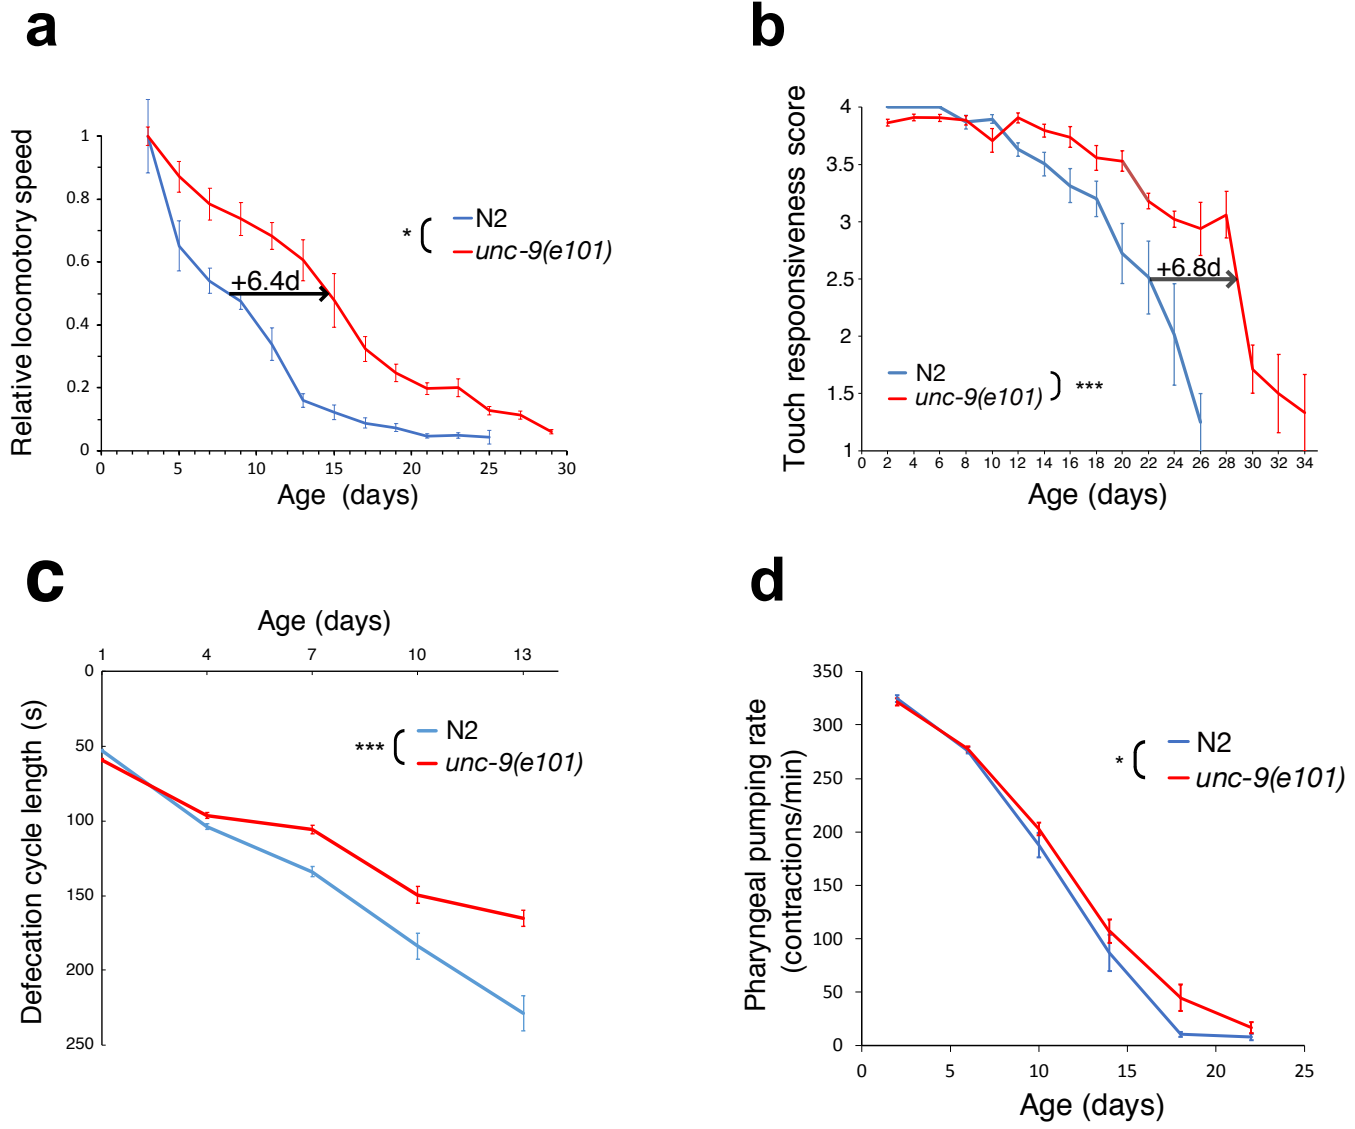 a
Relative locomotory speed
1
0.8
0.6
0.4
0.2
0
0 5 10 15 20 25 30
Age (days)
+6.4d
*
N2
unc-9(e101)
b
Touch responsiveness score
4
3.5
3
2.5
2
1.5
1
0 2 4 6 8 10 12 14 16 18 20 22 24 26 28 30 32 34
Age (days)
+6.8d
N2
unc-9(e101)
***
c
Age (days)
1 4 7 10 13
0
50
100
150
200
250
Defecation cycle length (s)
***
N2
unc-9(e101)
d
Pharyngeal pumping rate
(contractions/min)
350
300
250
200
150
100
50
0
0 5 10 15 20 25
Age (days)
*
N2
unc-9(e101)